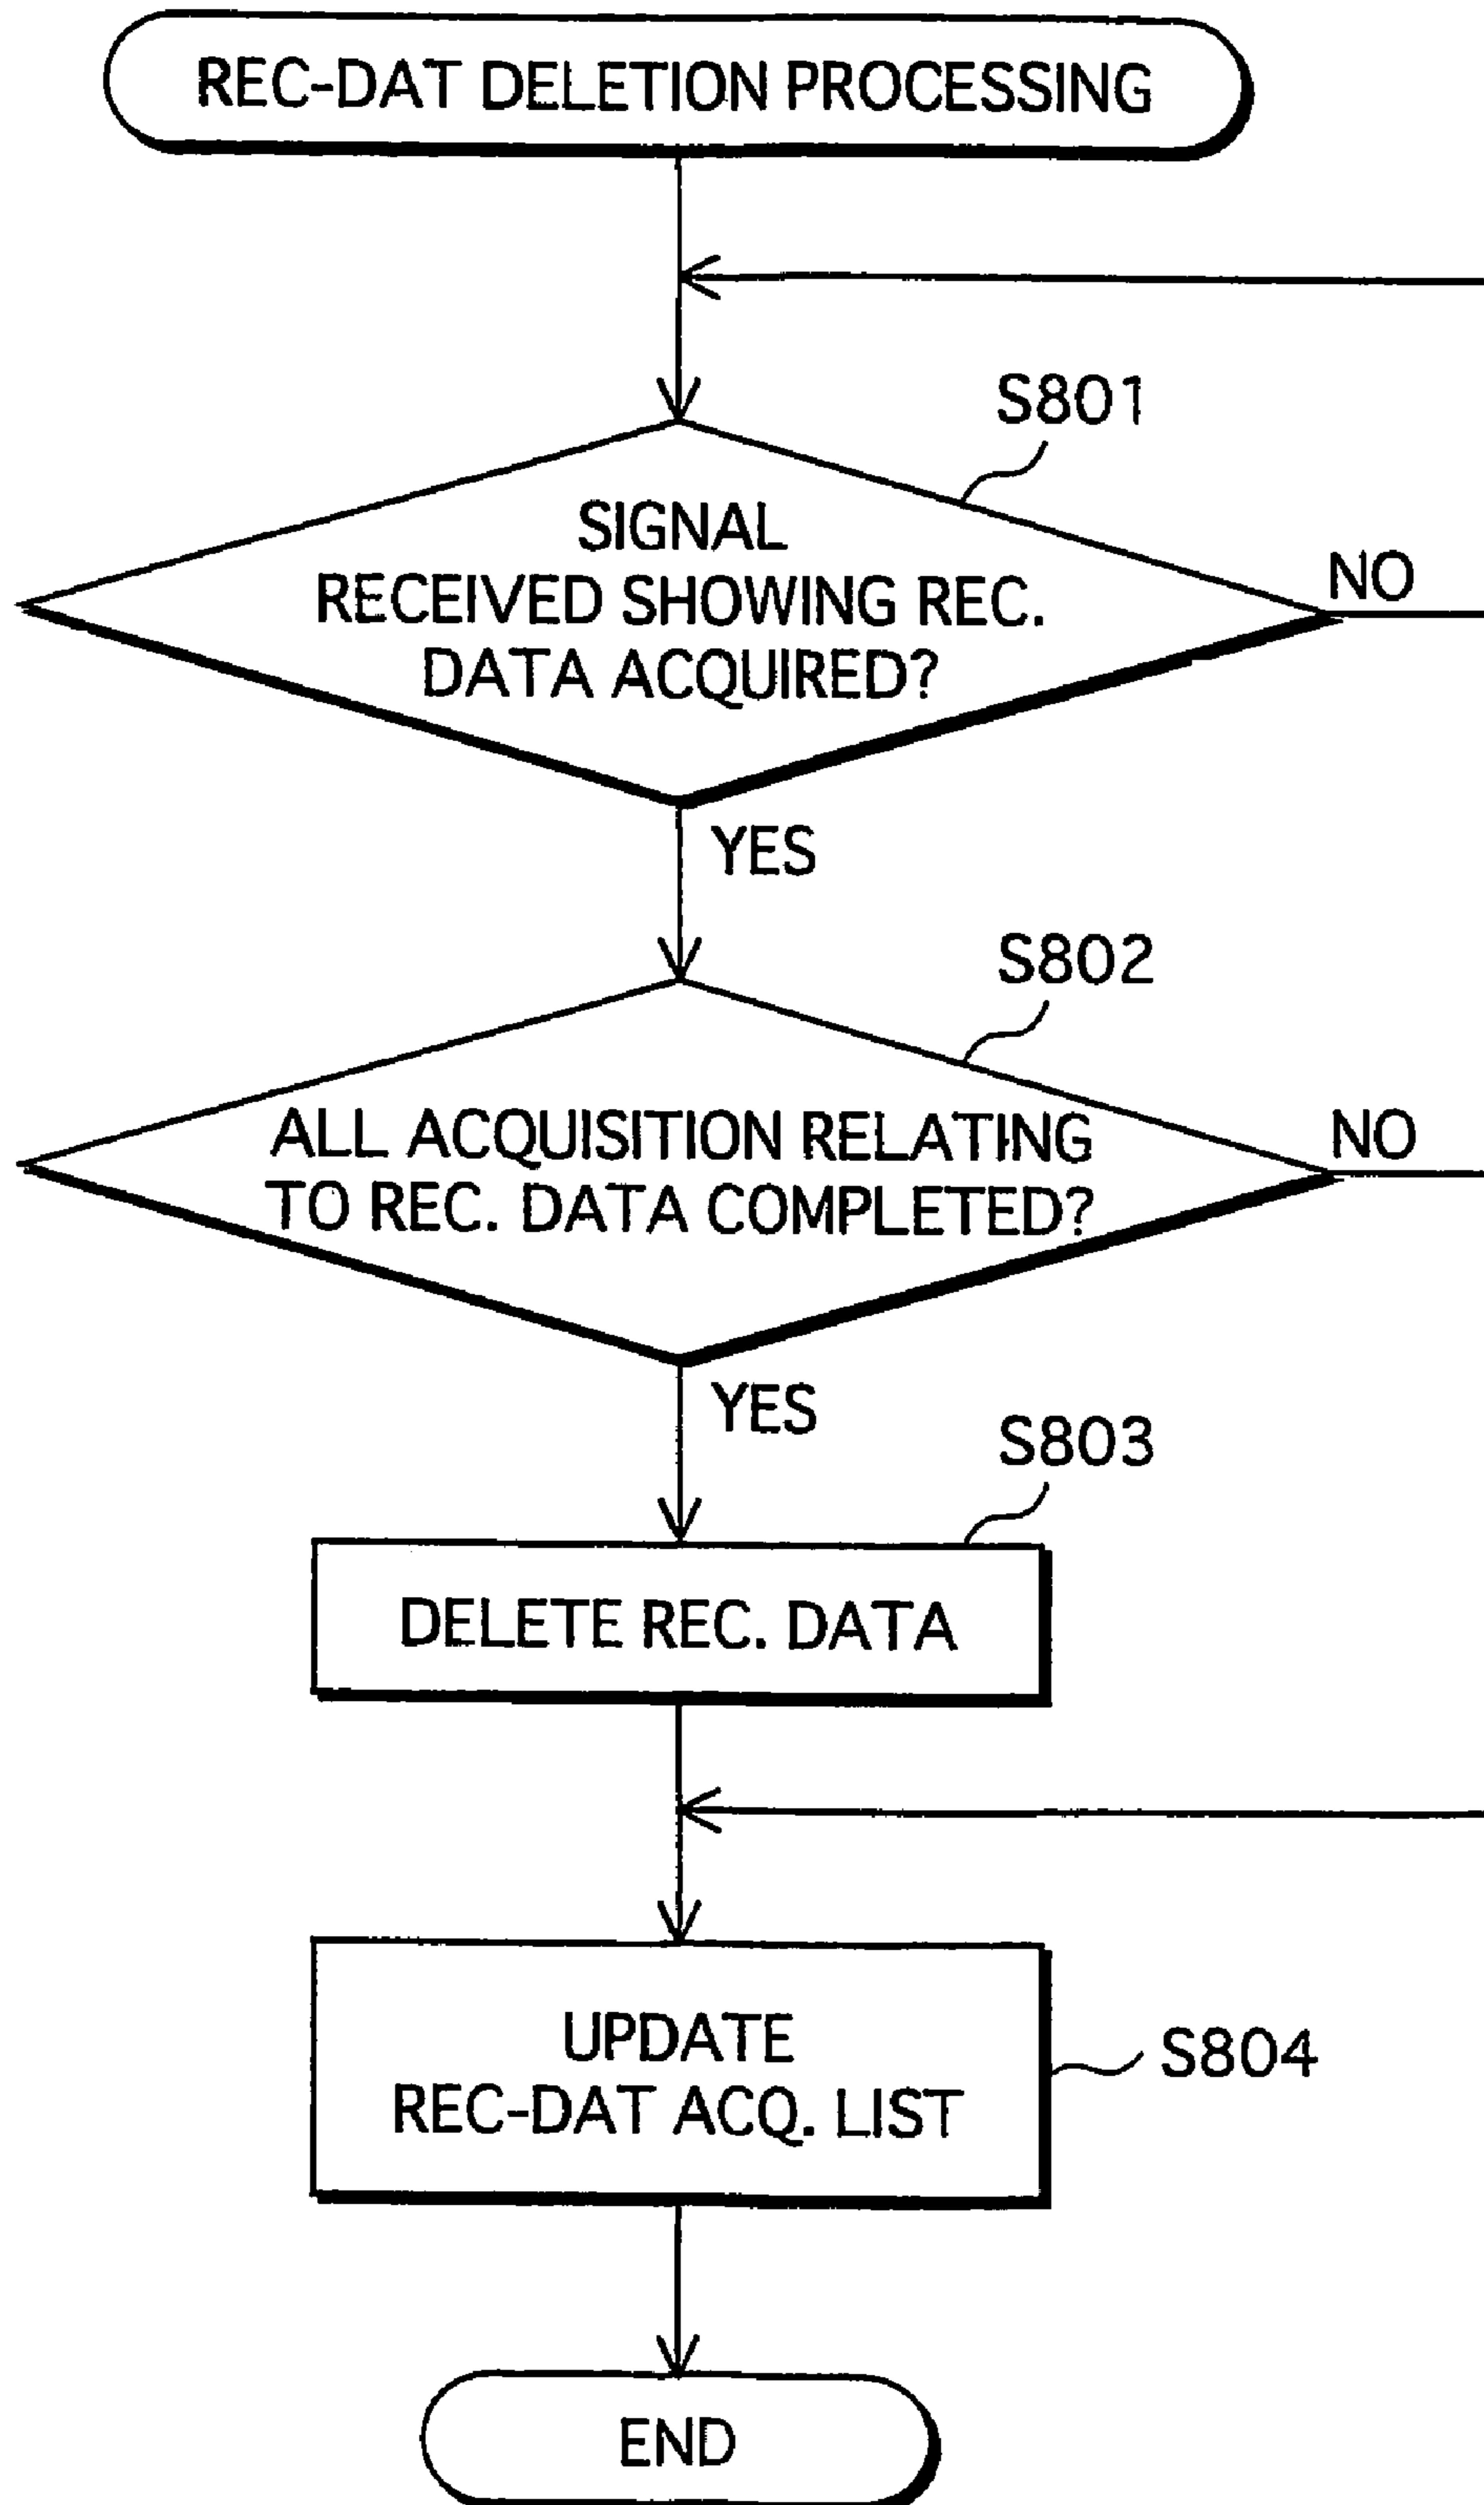 REC-DAT DELETION PROCESSING
S801
SIGNAL
RECEIVED SHOWING REC.
DATA ACQUIRED?
NO
YES
S802
ALL ACQUISITION RELATING
TO REC. DATA COMPLETED?
NO
YES
S803
DELETE REC. DATA
UPDATE
REC-DAT ACQ. LIST
S804
END